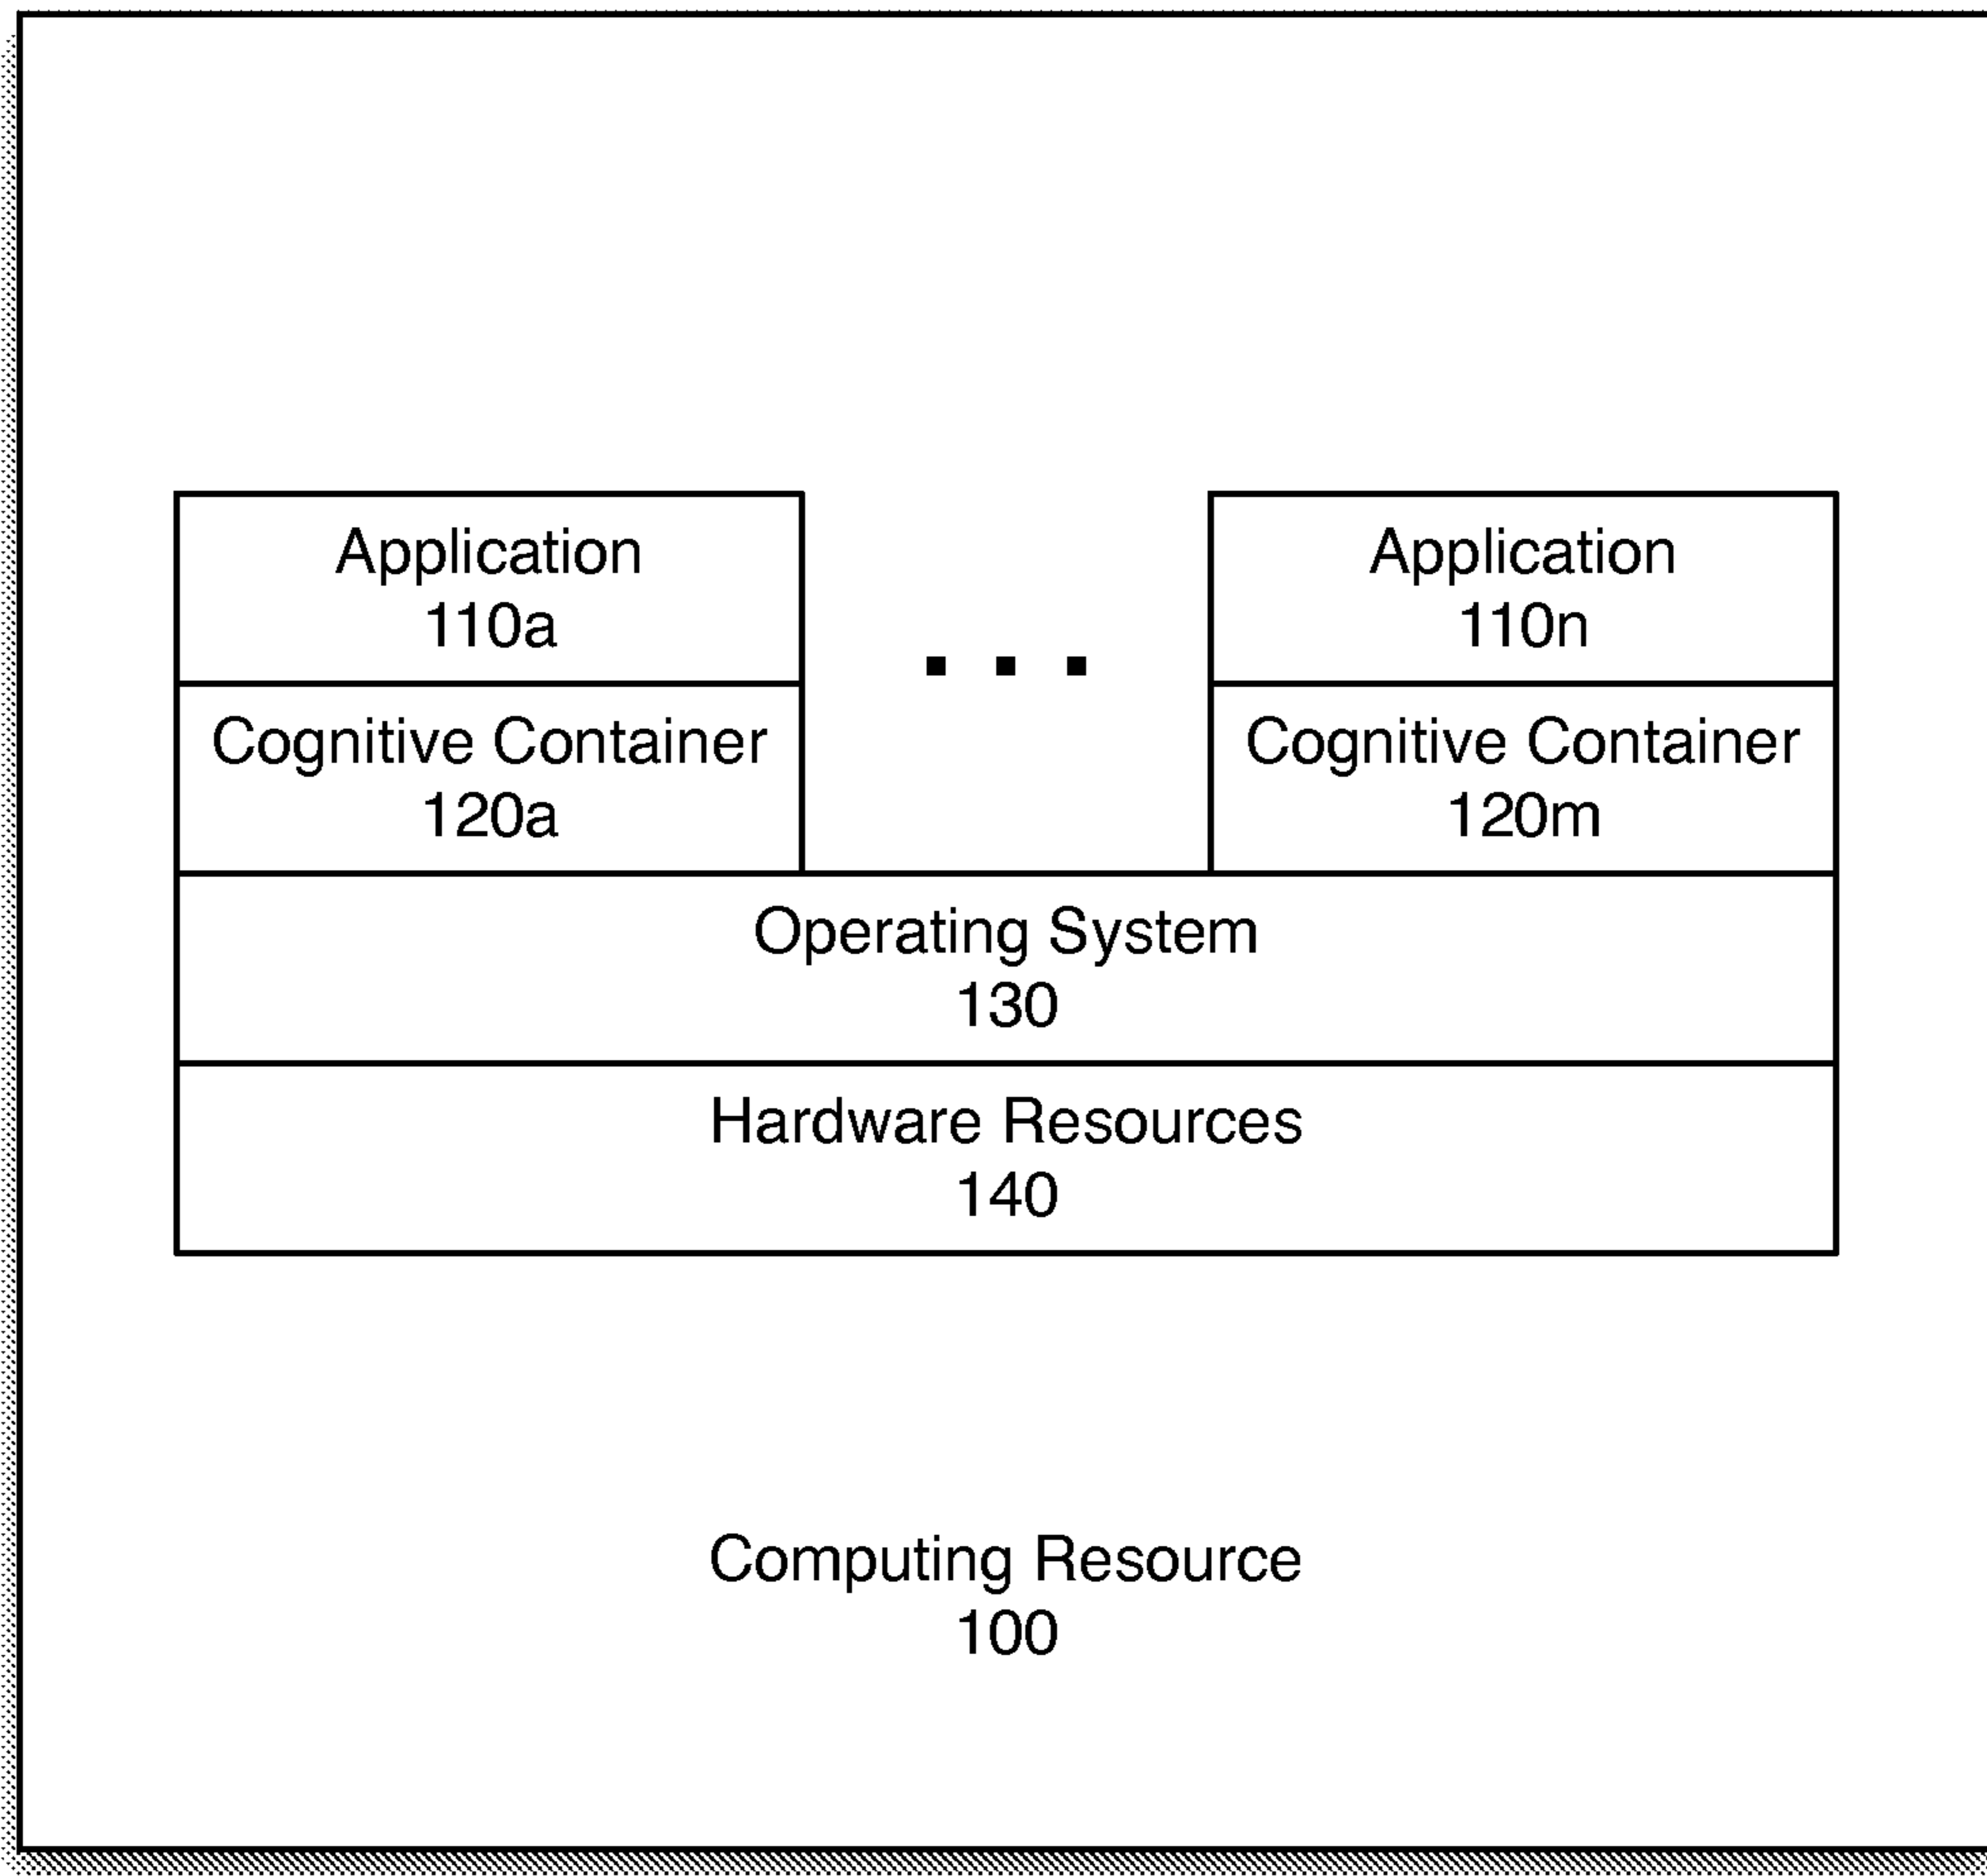 Application
110a
Application
110n
. . .
Cognitive Container
120a
Cognitive Container
120m
Operating System
130
Hardware Resources
140
Computing Resource
100